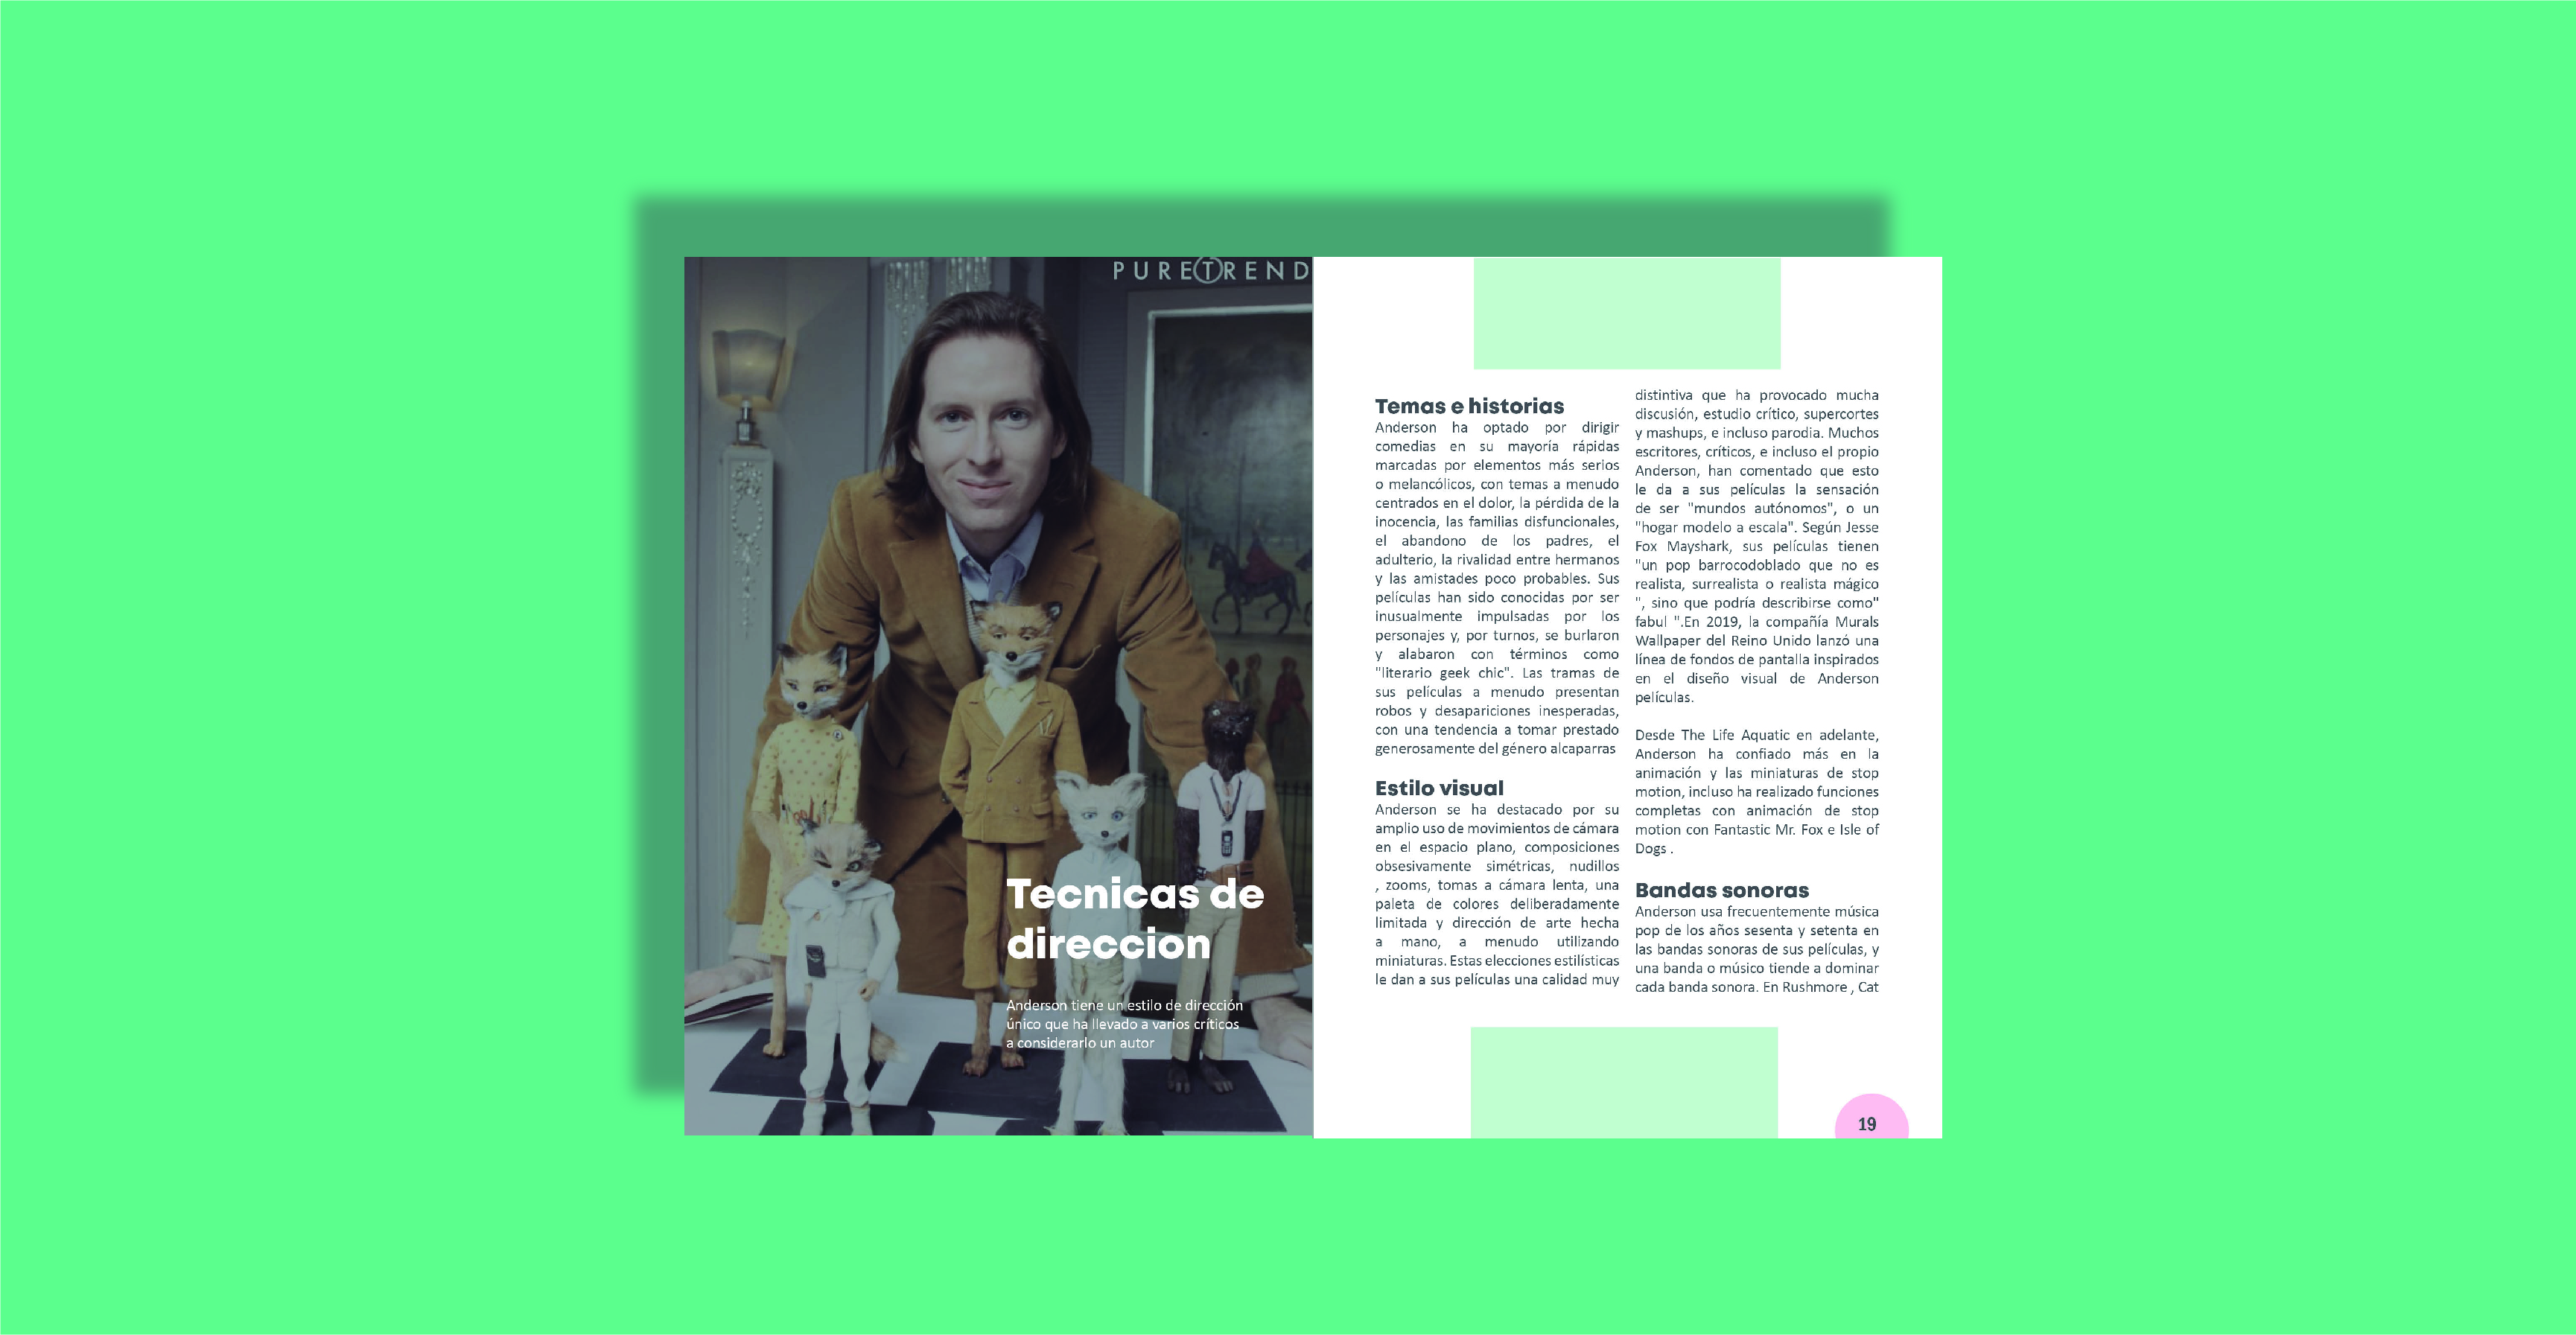 PURETREND
Tecnicas de
direccion
Anderson tiene un estilo de dirección
único que ha llevado a varios críticos
a considerarlo un autor
Temas e historias
Anderson ha optado por dirigir
comedias en su mayoría rápidas
marcadas por elementos más serios
o melancólicos, con temas a menudo
centrados en el dolor, la pérdida de la
inocencia, las familias disfuncionales,
el abandono de los padres, el
adulterio, la rivalidad entre hermanos
y las amistades poco probables. Sus
películas han sido conocidas por ser
inusualmente impulsadas por los
personajes y, por turnos, se burlaron
y alabaron con términos como
"literario geek chic". Las tramas de
sus películas a menudo presentan
robos y desapariciones inesperadas,
con una tendencia a tomar prestado
generosamente del género alcaparras
Estilo visual
Anderson se ha destacado por su
amplio uso de movimientos de cámara
en el espacio plano, composiciones
obsesivamente simétricas, nudillos
, zooms, tomas a cámara lenta, una
paleta de colores deliberadamente
limitada y dirección de arte hecha
a mano, a menudo utilizando
miniaturas. Estas elecciones estilísticas
le dan a sus películas una calidad muy
distintiva que ha provocado mucha
discusión, estudio crítico, supercortes
y mashups, e incluso parodia. Muchos
escritores, críticos, e incluso el propio
Anderson, han comentado que esto
le da a sus películas la sensación
de ser "mundos autónomos", o un
"hogar modelo a escala". Según Jesse
Fox Mayshark, sus películas tienen
"un pop barrocodoblado que no es
realista, surrealista o realista mágico
", sino que podría describirse como"
fabul ".En 2019, la compañía Murals
Wallpaper del Reino Unido lanzó una
línea de fondos de pantalla inspirados
en el diseño visual de Anderson
películas.
Desde The Life Aquatic en adelante,
Anderson ha confiado más en la
animación y las miniaturas de stop
motion, incluso ha realizado funciones
completas con animación de stop
motion con Fantastic Mr. Fox e Isle of
Dogs .
Bandas sonoras
Anderson usa frecuentemente música
pop de los años sesenta y setenta en
las bandas sonoras de sus películas, y
una banda o músico tiende a dominar
cada banda sonora. En Rushmore , Cat
19